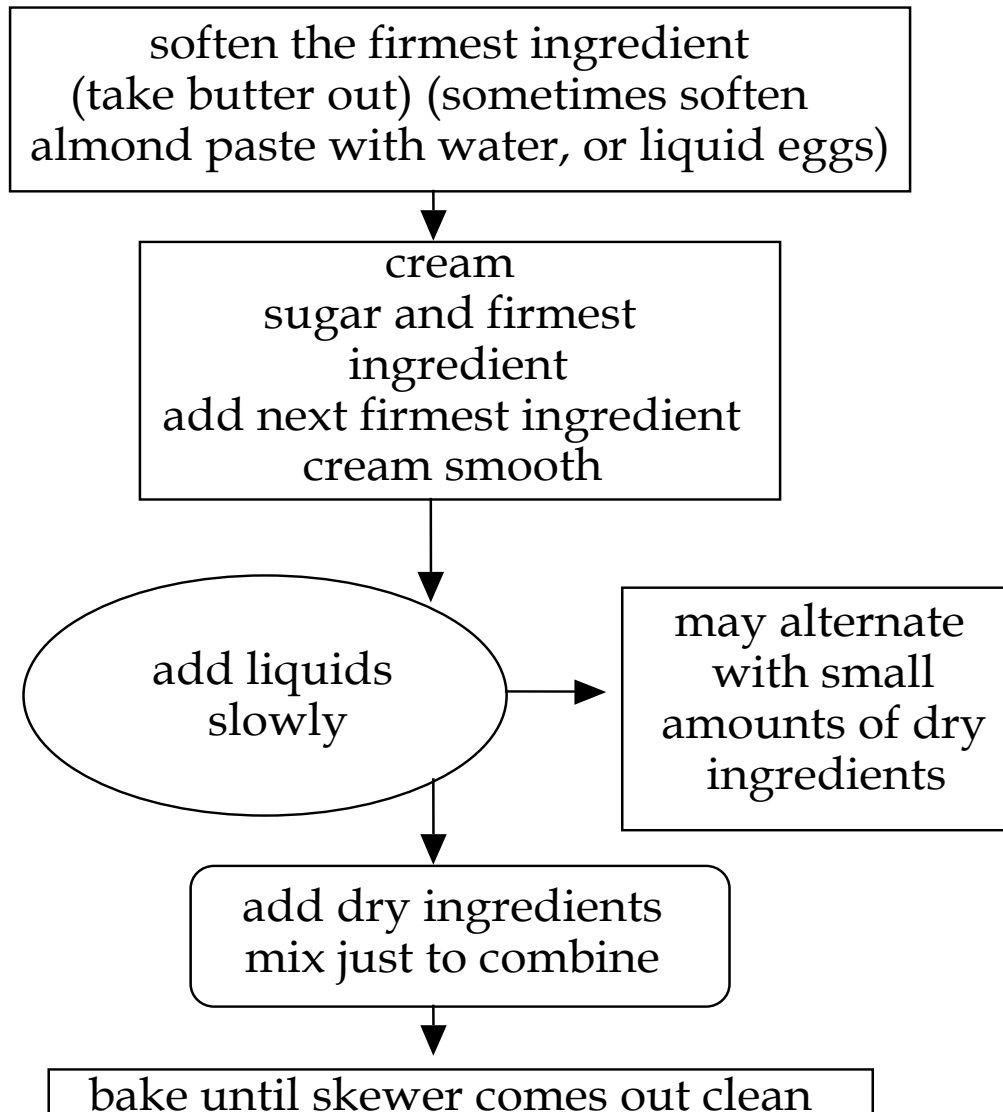 soften the firmest ingredient
(take butter out) (sometimes soften
almond paste with water, or liquid eggs)
cream
sugar and firmest
ingredient
add next firmest ingredient
cream smooth
add liquids
slowly
may alternate
with small
amounts of dry
ingredients
add dry ingredients
mix just to combine
bake until skewer comes out clean